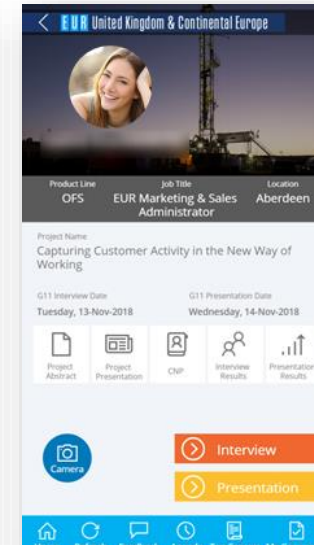 EUR United Kingdom & Continental Europe
Product Line
Job Title
Location
OFS
EUR Marketing & Sales
Administrator
Aberdeen
Project Name
Capturing Customer Activity in the New Way of
Working
G11 Interview Date
G11 Presentation Date
Tuesday, 13-Nov-2018
Wednesday, 14-Nov-2018
Project
Abstract
Project
Presentation
CNP
Interview
Results
Presentation
Results
Camera
Interview
Presentation